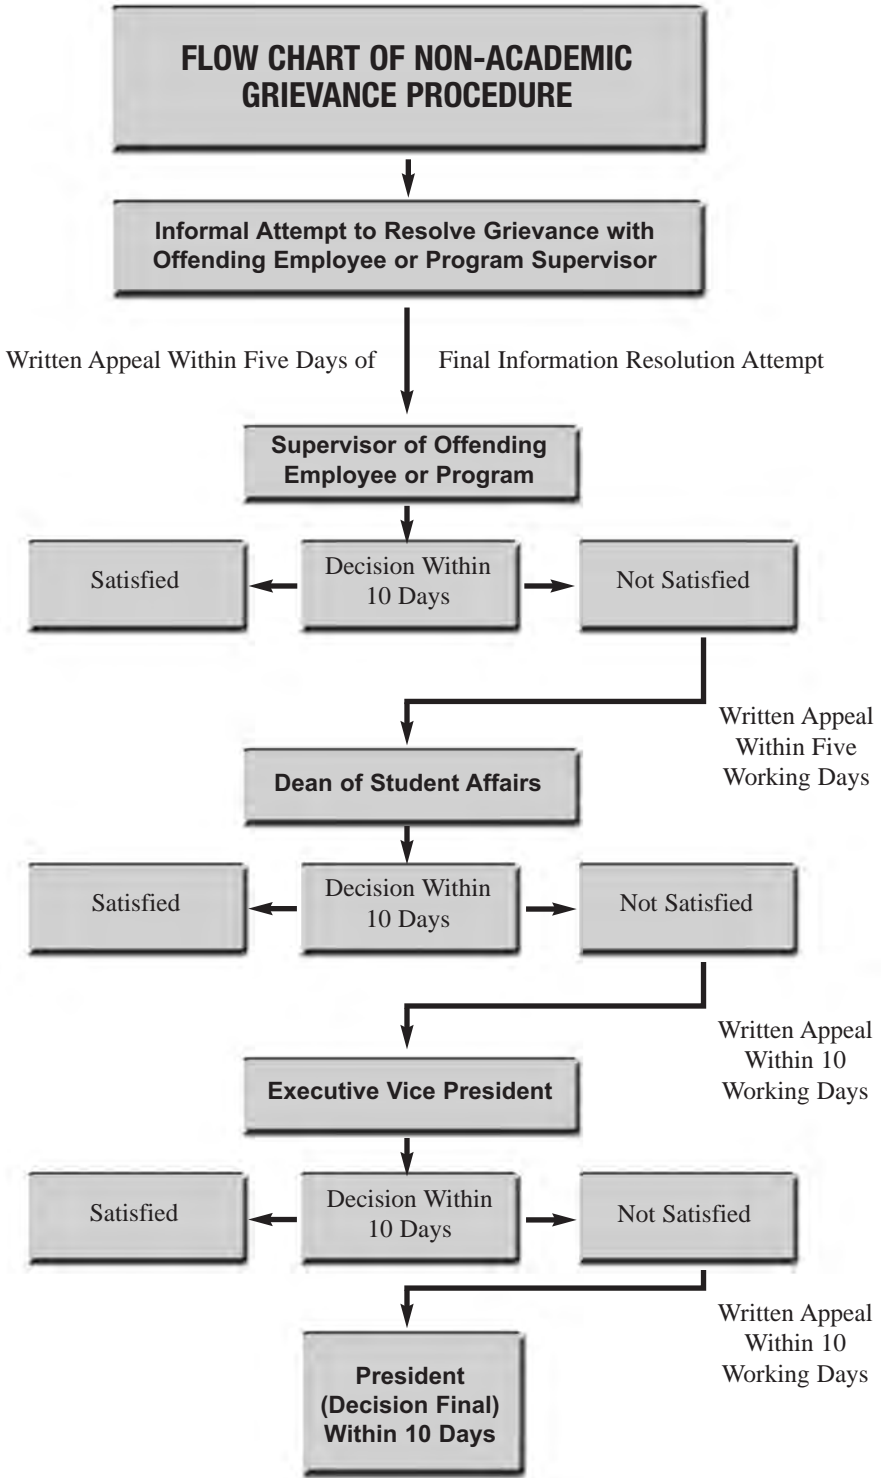 FLOW CHART OF NON-ACADEMIC
GRIEVANCE PROCEDURE
Informal Attempt to Resolve Grievance with
Offending Employee or Program Supervisor
Written Appeal Within Five Days of Final Information Resolution Attempt
Supervisor of Offending
Employee or Program
Satisfied
Decision Within
10 Days
Not Satisfied
Written Appeal
Within Five
Working Days
Dean of Student Affairs
Satisfied
Decision Within
10 Days
Not Satisfied
Written Appeal
Within 10
Working Days
Executive Vice President
Satisfied
Decision Within
10 Days
Not Satisfied
Written Appeal
Within 10
Working Days
President
(Decision Final)
Within 10 Days